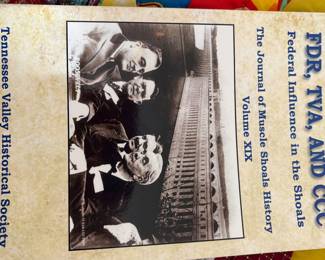 FDR, TVA, AND CCC
Federal Influence in the Shoals
The Journal of Muscle Shoals History
Volume XIX
Tennessee Valley Historical Society